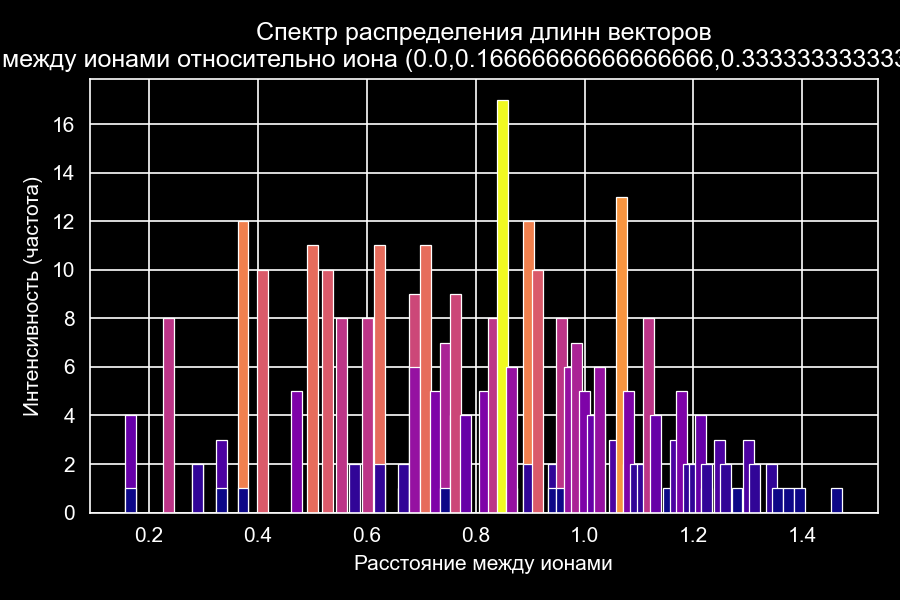 Спектр распределения длинн векторов
между ионами относительно иона (0.0,0.16666666666666666,0.333333333333
Интенсивность (частота)
16
14
12
10
8
6
4
2
0
0.2 0.4 0.6 0.8 1.0 1.2 1.4
Расстояние между ионами